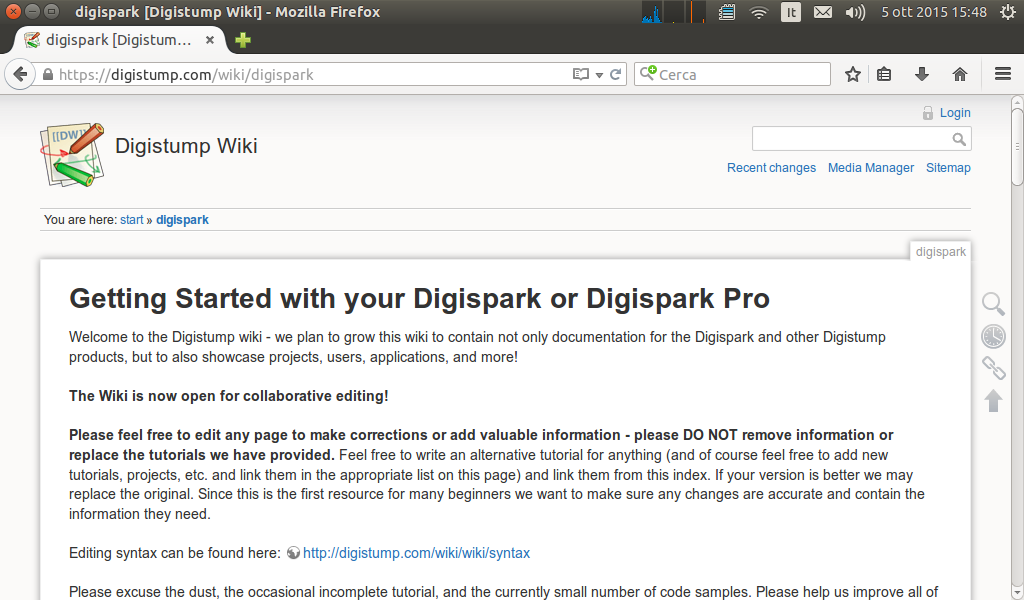 digispark [Digistump Wiki] - Mozilla Firefox
It
5 ott 2015 15:48
digispark [Digistum...
https://digistump.com/wiki/digispark
Cerca
Login
[[DW]]
Digistump Wiki
Recent changes Media Manager Sitemap
You are here: start » digispark
digispark
Getting Started with your Digispark or Digispark Pro
Welcome to the Digistump wiki - we plan to grow this wiki to contain not only documentation for the Digispark and other Digistump
products, but to also showcase projects, users, applications, and more!
The Wiki is now open for collaborative editing!
Please feel free to edit any page to make corrections or add valuable information - please DO NOT remove information or
replace the tutorials we have provided. Feel free to write an alternative tutorial for anything (and of course feel free to add new
tutorials, projects, etc. and link them in the appropriate list on this page) and link them from this index. If your version is better we may
replace the original. Since this is the first resource for many beginners we want to make sure any changes are accurate and contain the
information they need.
Editing syntax can be found here: http://digistump.com/wiki/wiki/syntax
Please excuse the dust, the occasional incomplete tutorial, and the currently small number of code samples. Please help us improve all of